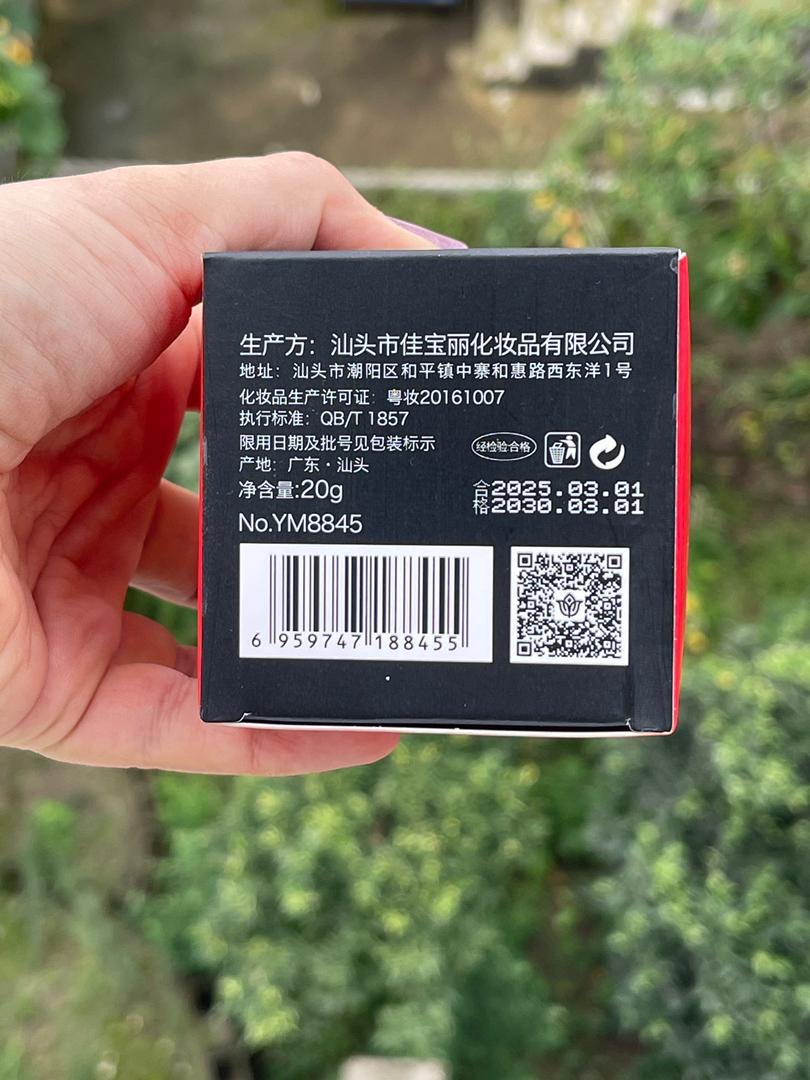 生产方：汕头市佳宝丽化妆品有限公司
地址：汕头市潮阳区和平镇中寨和惠路西东洋1号
化妆品生产许可证：粤妆20161007
执行标准：QB/T 1857
限用日期及批号见包装标示
经检验合格
产地：广东·汕头
净含量:20g
合2025.03.01
格2030.03.01
No.YM8845
6 959747 188455